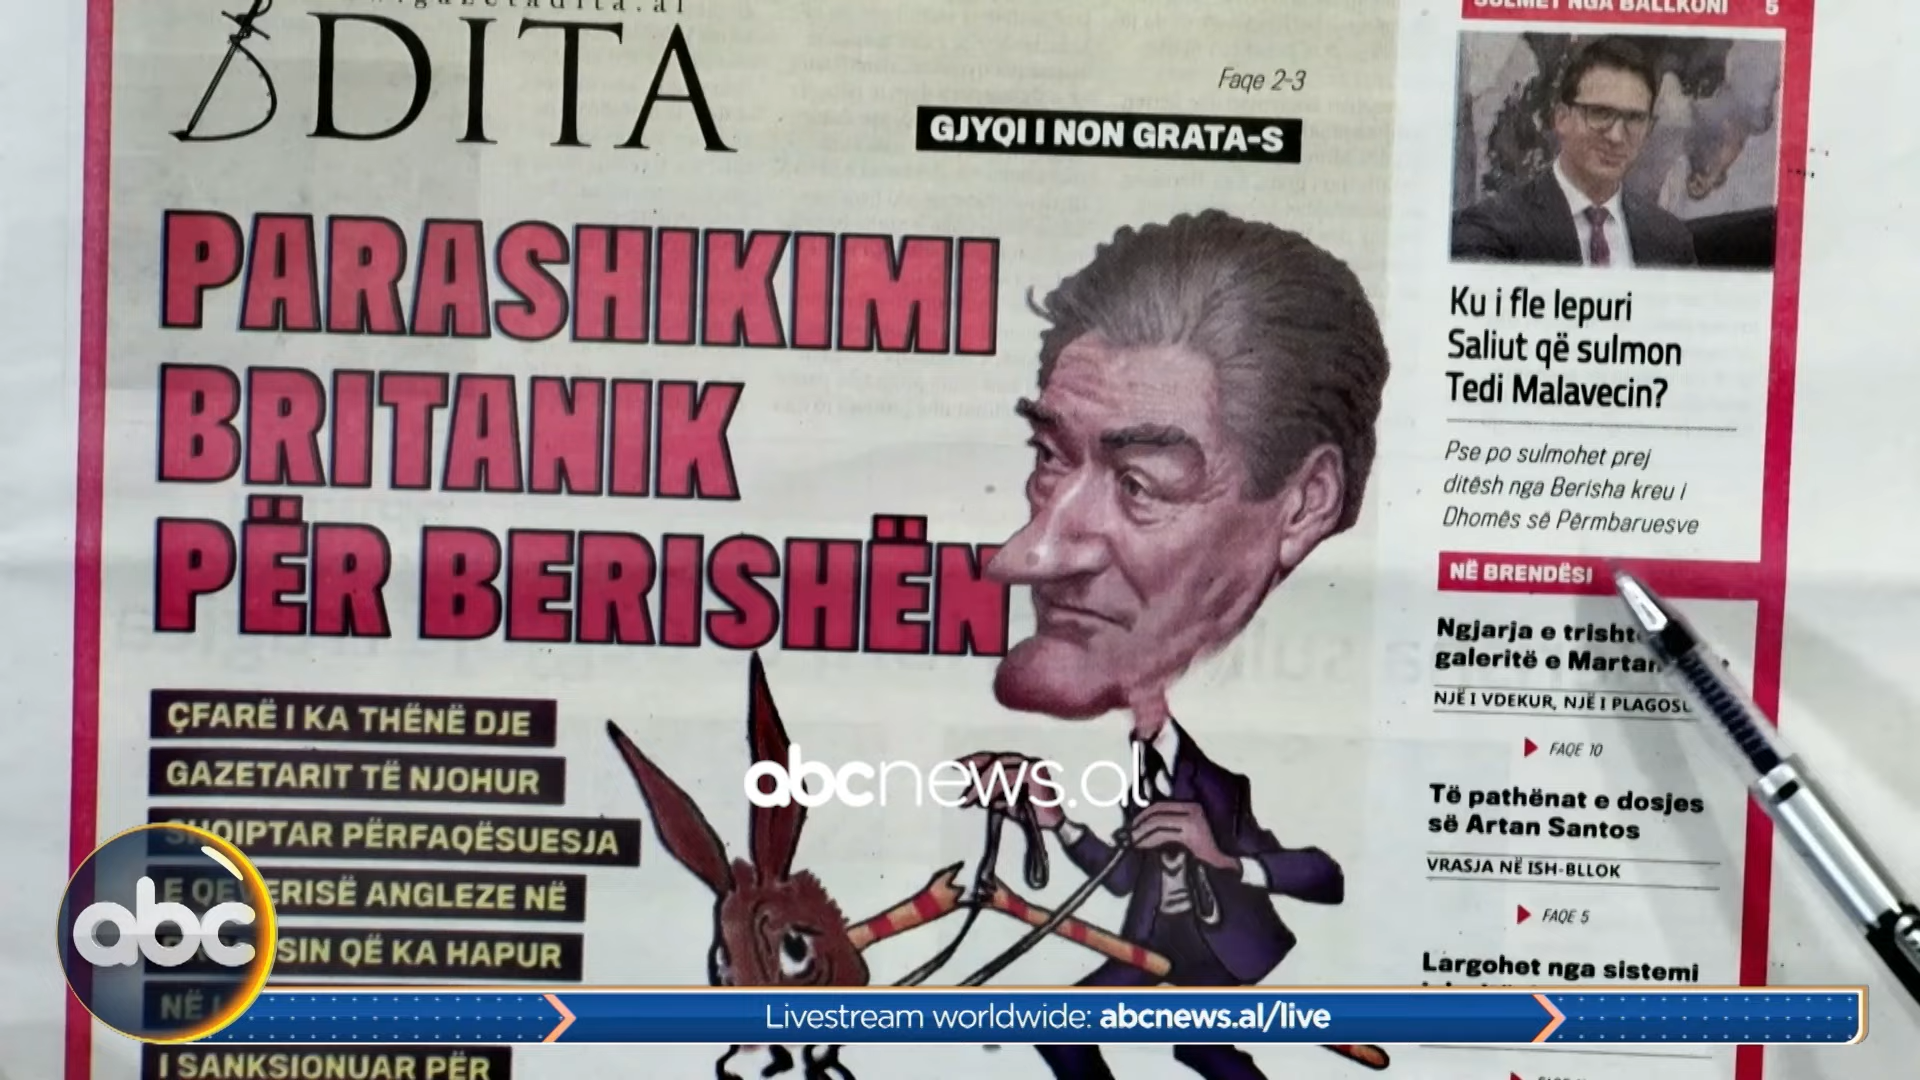 www.gazetadita.al
DITA
Faqe 2-3
GJYQI I NON GRATA-S
PARASHIKIMI
BRITANIK
PËR BERISHËN
ÇFARË I KA THËNË DJE
GAZETARIT TË NJOHUR
SHQIPTAR PËRFAQËSUESJA
E QEVERISË ANGLEZE NË
SIN QË KA HAPUR
NË
I SANKSIONUAR PËR
SULMET NGA BALLKONI 5
Ku i fle lepuri
Saliut që sulmon
Tedi Malavecin?
Pse po sulmohet prej
ditësh nga Berisha kreu i
Dhomës së Përmbaruesve
NË BRENDËSI
Ngjarja e trisht
galeritë e Martan
NJË I VDEKUR, NJË I PLAGOSU
FAQE 10
Të pathënat e dosjes
së Artan Santos
VRASJA NË ISH-BLLOK
FAQE 5
Largohet nga sistemi
abcnews.al
abc
Livestream worldwide: abcnews.al/live